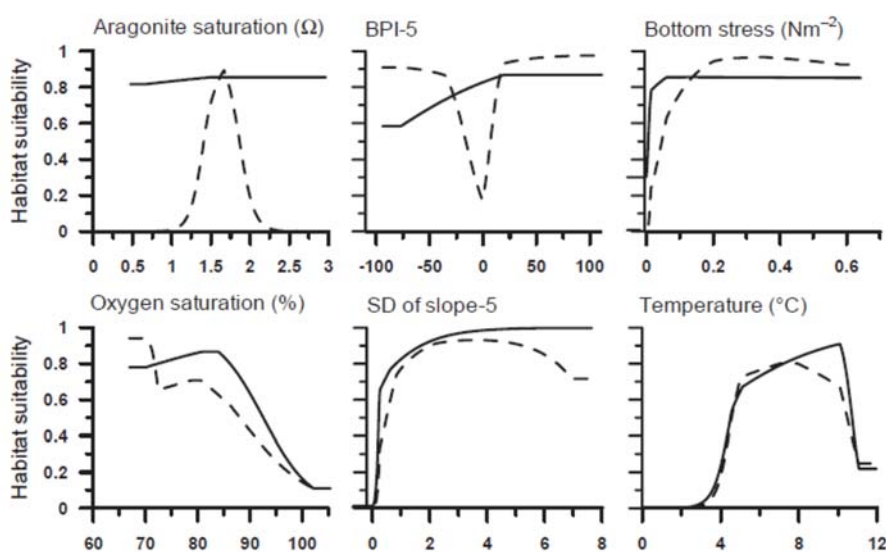 Aragonite saturation (Ω) BPI-5 Bottom stress (Nm⁻²)
Habitat suitability
1
0.8
0.6
0.4
0.2
0
0 0.5 1 1.5 2 2.5 3 -100 -50 0 50 100 0 0.2 0.4 0.6
Oxygen saturation (%) SD of slope-5 Temperature (°C)
Habitat suitability
1
0.8
0.6
0.4
0.2
0
60 70 80 90 100 0 2 4 6 8 0 4 8 12